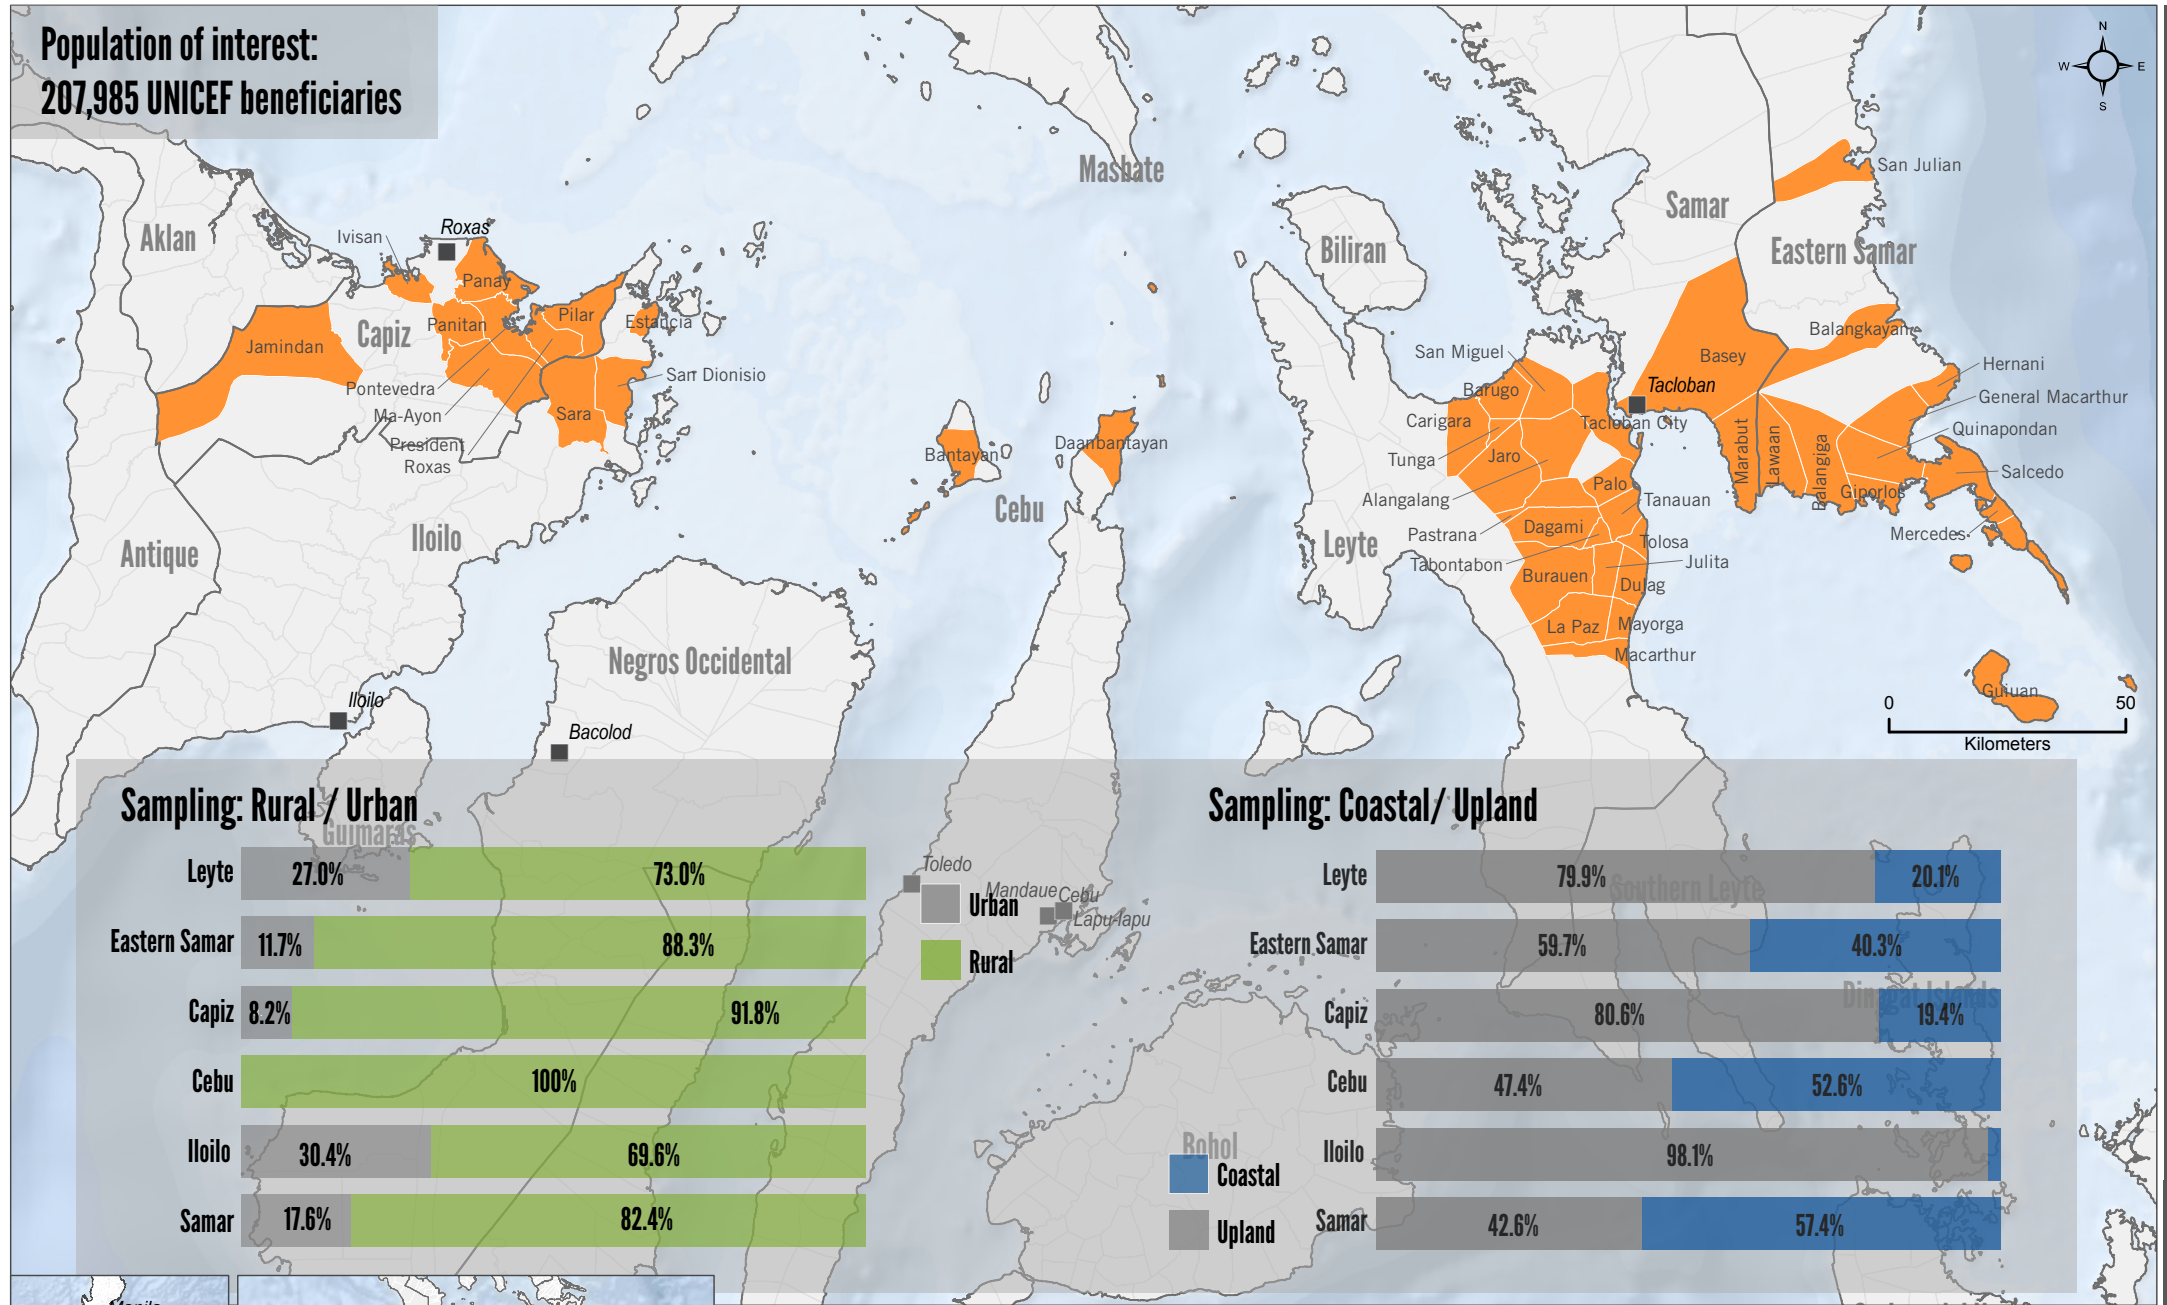 Population of interest:
207,985 UNICEF beneficiaries
N
W
E
S
Masbate
San Julian
Samar
Eastern Samar
Aklan
Ivisan
Roxas
Biliran
Panay
Capiz
Panitan
Pilar
Estancia
Jamindan
Balangkayan
San Miguel
Basey
Hernani
Pontevedra
San Dionisio
Barugo
Tacloban
General Macarthur
Ma-Ayon
Sara
Carigara
Tacloban City
Quinapondan
President
Roxas
Bantayan
Daanbantayan
Tunga
Jaro
Marabut
Lawaan
Balangiga
Salcedo
Alangalang
Palo
Tanauan
Giporlos
Cebu
Pastrana
Dagami
Mercedes
Iloilo
Antique
Leyte
Tabontabon
Tolosa
Julita
Burauen
Dulag
La Paz
Mayorga
Macarthur
Negros Occidental
Guiuan
Iloilo
Bacolod
0
50
Kilometers
Sampling: Rural / Urban
Guimaras
Leyte
27.0%
73.0%
Eastern Samar
11.7%
88.3%
Capiz
8.2%
91.8%
Cebu
100%
Iloilo
30.4%
69.6%
Samar
17.6%
82.4%
Toledo
Mandaue
Cebu
Lapu-lapu
Urban
Rural
Sampling: Coastal/ Upland
Leyte
79.9%
Southern Leyte
20.1%
Eastern Samar
59.7%
40.3%
Dinagat Islands
Capiz
80.6%
19.4%
Cebu
47.4%
52.6%
Bohol
Iloilo
98.1%
Samar
42.6%
57.4%
Coastal
Upland
Manila